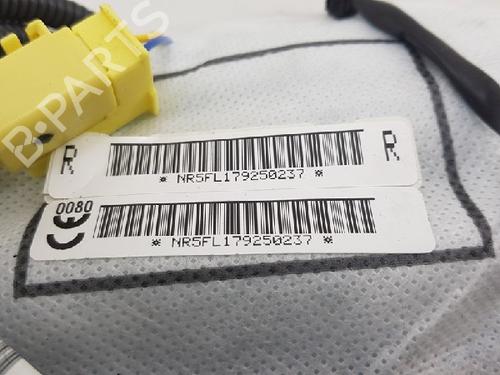 B-PARTS
R R
* NR5FL179250237 *
0080
CE
* NR5FL179250237 *